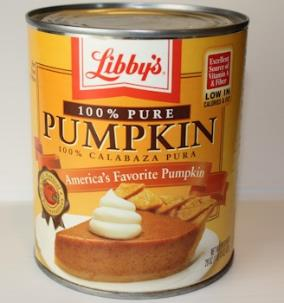 Libby's
Excellent
Source of
Vitamin A
& Fiber
LOW IN
100% PURE
PUMPKIN
100% CALABAZA PURA
America's Favorite Pumpkin